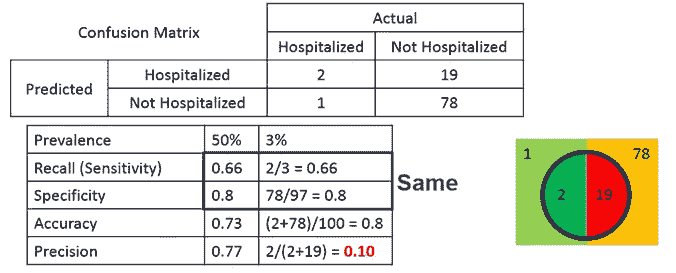 Confusion Matrix
Actual
Hospitalized Not Hospitalized
Predicted
Hospitalized 2 19
Not Hospitalized 1 78
Prevalence 50% 3%
Recall (Sensitivity) 0.66 2/3 = 0.66
Specificity 0.8 78/97 = 0.8
Same
Accuracy 0.73 (2+78)/100 = 0.8
Precision 0.77 2/(2+19) = 0.10
1 78
2 19